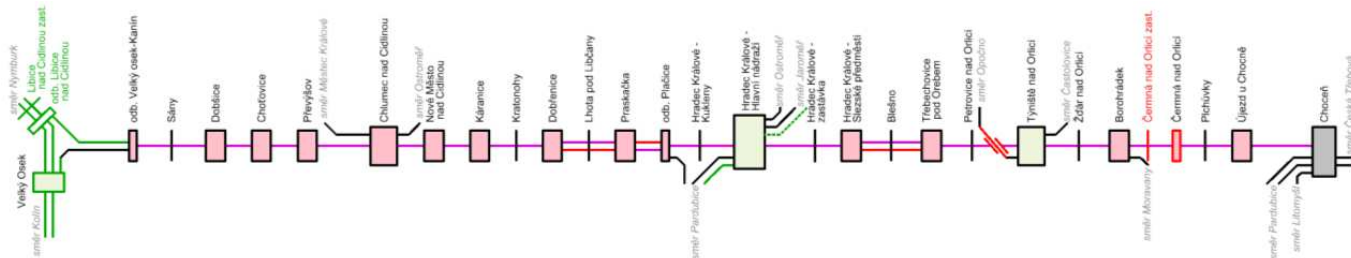 směr Nymburk
Libice
nad Cidlinou zast.
odb. Libice
nad Cidlinou
Velký Osek
směr Kolín
odb. Velký osek-Kanín
Sány
Dobšice
Choťovice
Převýšov
směr Městec Králové
Chlumec nad Cidlinou
směr Ostroměř
Nové Město
nad Cidlinou
Káranice
Kratonohy
Dobřenice
Lhota pod Libčany
Praskačka
odb. Plačice
směr Pardubice
Hradec Králové -
Kukleny
Hradec Králové -
Hlavní nádraží
směr Ostroměř
směr Jaroměř
Hradec Králové -
zastávka
Hradec Králové -
Slezské předměstí
Blešno
Třebechovice
pod Orebem
Petrovice nad Orlicí
směr Opočno
Týniště nad Orlicí
směr Častolovice
Žďár nad Orlicí
Borohrádek
směr Moravany
Čermná nad Orlicí zast.
Čermná nad Orlicí
Plchůvky
Újezd u Chocně
směr Pardubice
směr Litomyšl
Choceň
směr Česká Třebová